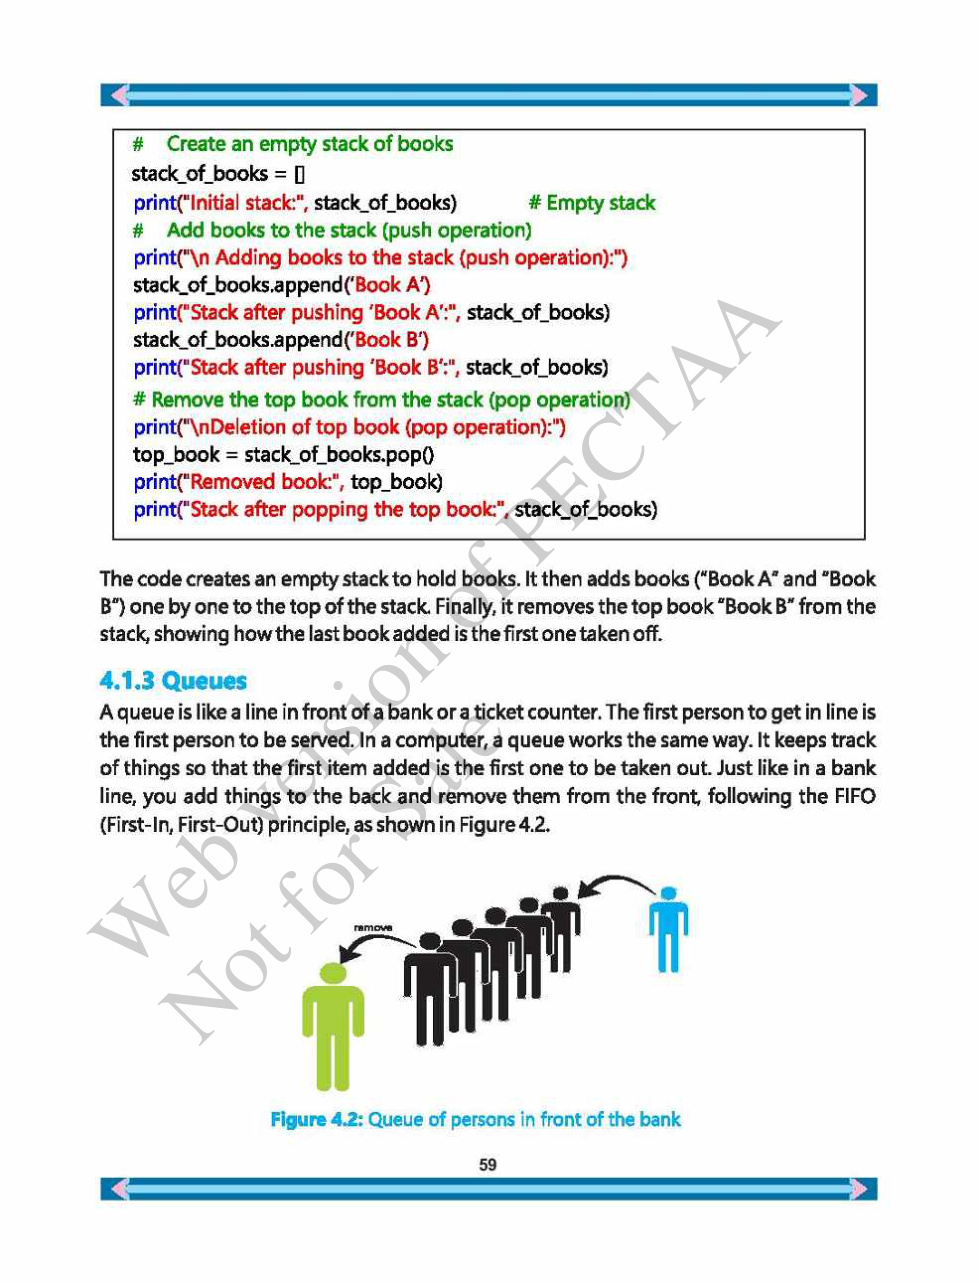 # Create an empty stack of books
stack_of_books = []
print("Initial stack:", stack_of_books) # Empty stack
# Add books to the stack (push operation)
print("\n Adding books to the stack (push operation):")
stack_of_books.append('Book A')
print("Stack after pushing 'Book A':", stack_of_books)
stack_of_books.append('Book B')
print("Stack after pushing 'Book B':", stack_of_books)
# Remove the top book from the stack (pop operation)
print("\nDeletion of top book (pop operation):")
top_book = stack_of_books.pop()
print("Removed book:", top_book)
print("Stack after popping the top book:", stack_of_books)
The code creates an empty stack to hold books. It then adds books ("Book A" and "Book
B") one by one to the top of the stack. Finally, it removes the top book "Book B" from the
stack, showing how the last book added is the first one taken off.
4.1.3 Queues
A queue is like a line in front of a bank or a ticket counter. The first person to get in line is
the first person to be served. In a computer, a queue works the same way. It keeps track
of things so that the first item added is the first one to be taken out. Just like in a bank
line, you add things to the back and remove them from the front, following the FIFO
(First-In, First-Out) principle, as shown in Figure 4.2.
remove
Figure 4.2: Queue of persons in front of the bank
59
Web version of PECTAA
Not for Sale